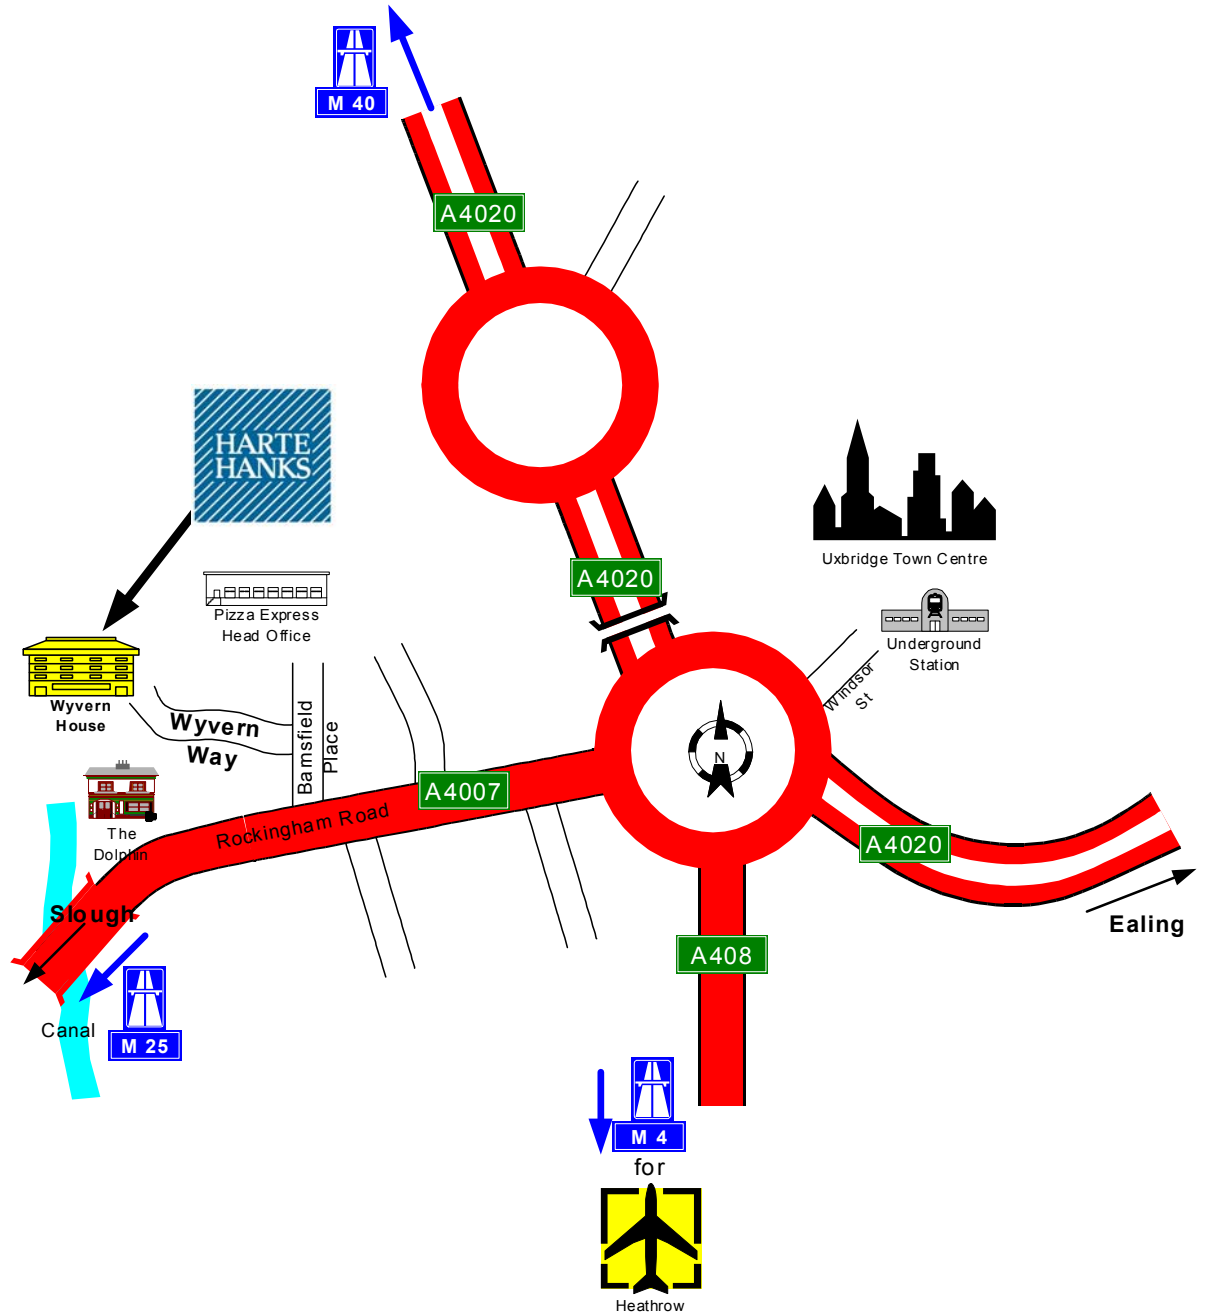 M 40
A4020
HARTE
HANKS
A4020
Uxbridge Town Centre
Pizza Express
Head Office
Underground
Station
Windsor
St
Wyvern
House
Wyvern
Way
Bamsfield
Place
N
A4007
Rockingham Road
The
Dolphin
A4020
Slough
Ealing
A408
Canal
M 25
M 4
for
Heathrow